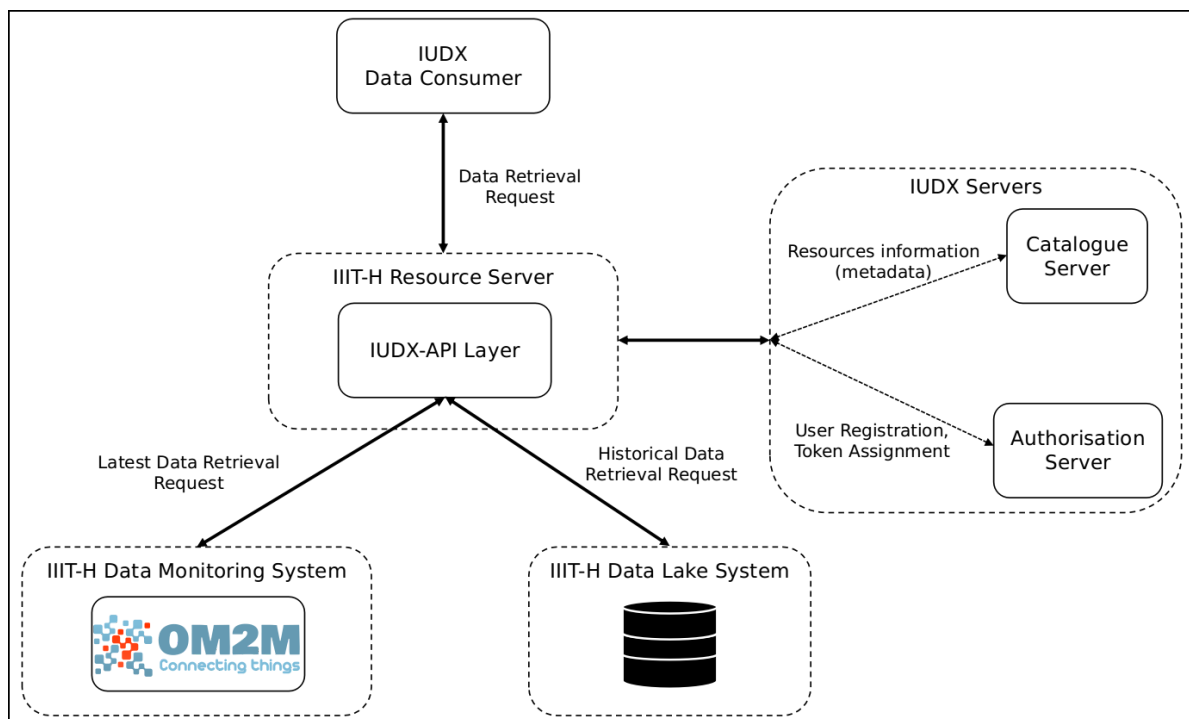 IUDX
Data Consumer
Data Retrieval
Request
IUDX Servers
IIIT-H Resource Server
Resources information
(metadata)
Catalogue
Server
IUDX-API Layer
User Registration,
Token Assignment
Authorisation
Server
Latest Data Retrieval
Request
Historical Data
Retrieval Request
IIIT-H Data Monitoring System
OM2M
Connecting things
IIIT-H Data Lake System